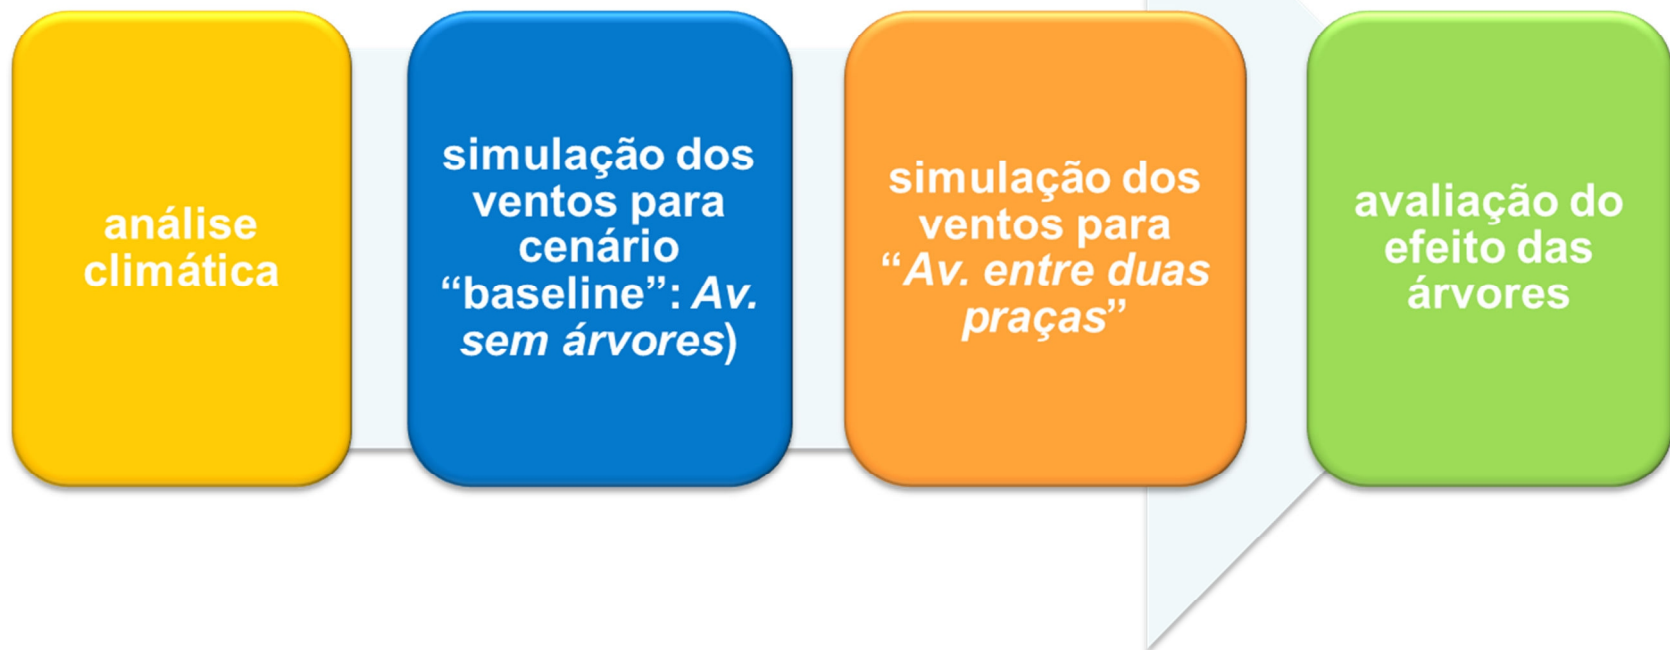 análise
climática
simulação dos
ventos para
cenário
“baseline”: Av.
sem árvores)
simulação dos
ventos para
“Av. entre duas
praças”
avaliação do
efeito das
árvores